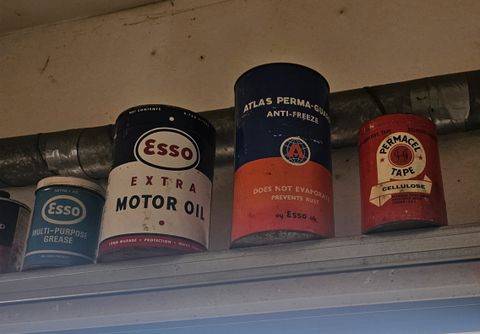 Esso
MULTI-PURPOSE
GREASE
Esso
EXTRA
MOTOR OIL
PROTECTION
ATLAS PERMA-GUARD
ANTI-FREEZE
A
DOES NOT EVAPORATE
PREVENTS RUST
Esso
PERMACEL
TAPE
CELLULOSE